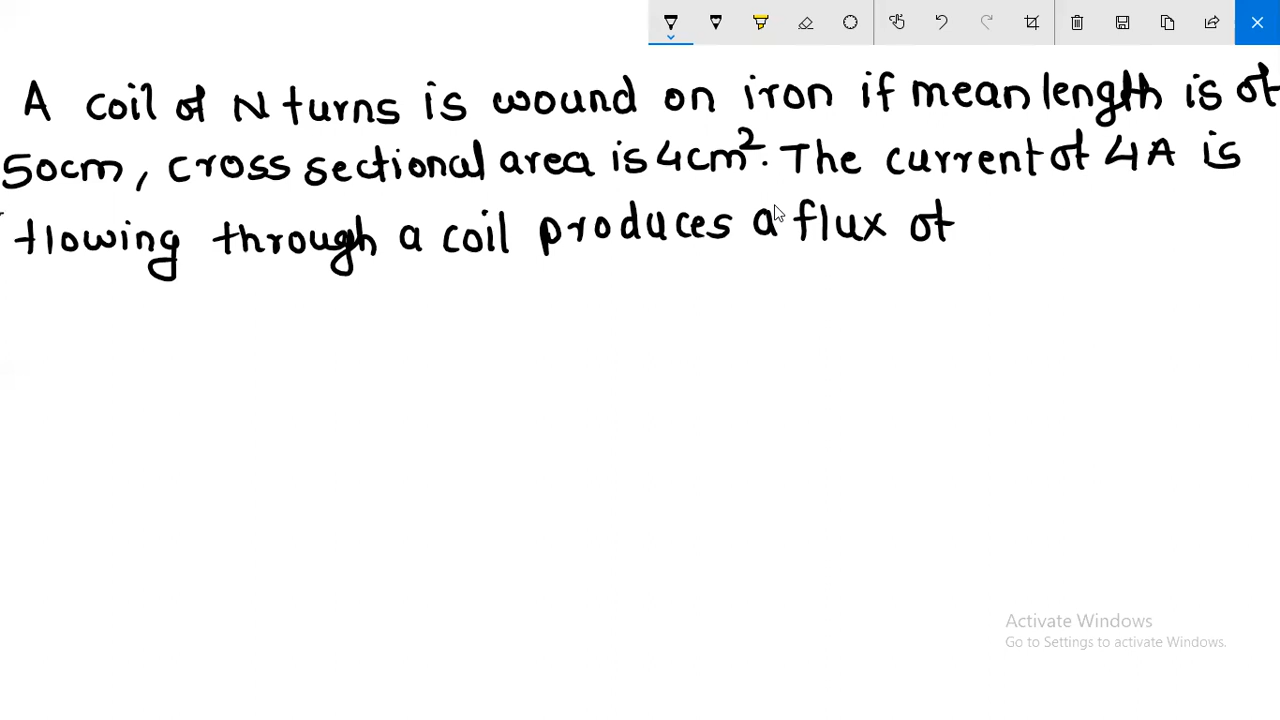 A coil of N turns is wound on iron if mean length is of
50cm, cross sectional area is 4cm². The current of 4A is
flowing through a coil produces a flux of
Activate Windows
Go to Settings to activate Windows.